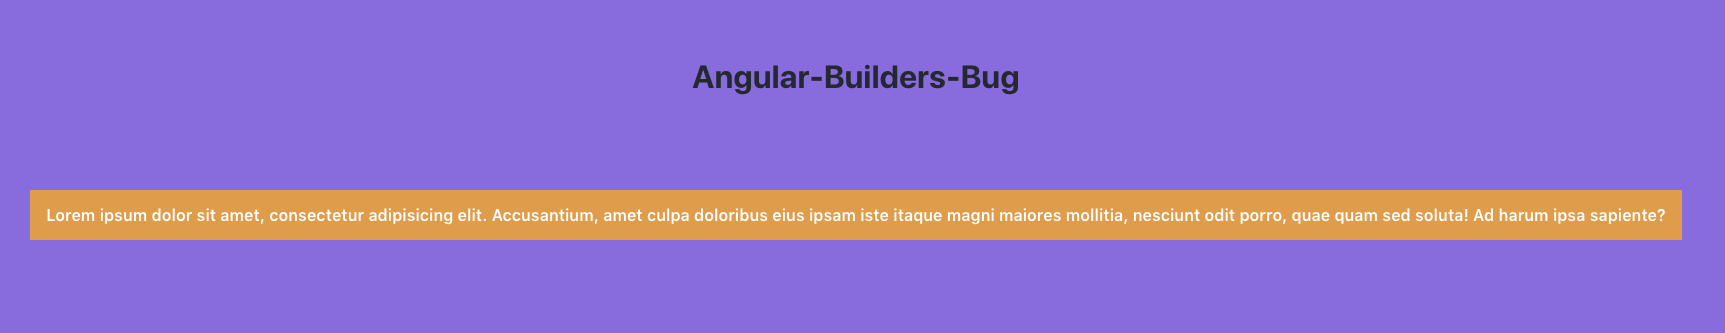 Angular-Builders-Bug
Lorem ipsum dolor sit amet, consectetur adipisicing elit. Accusantium, amet culpa doloribus eius ipsam iste itaque magni maiores mollitia, nesciunt odit porro, quae quam sed soluta! Ad harum ipsa sapiente?